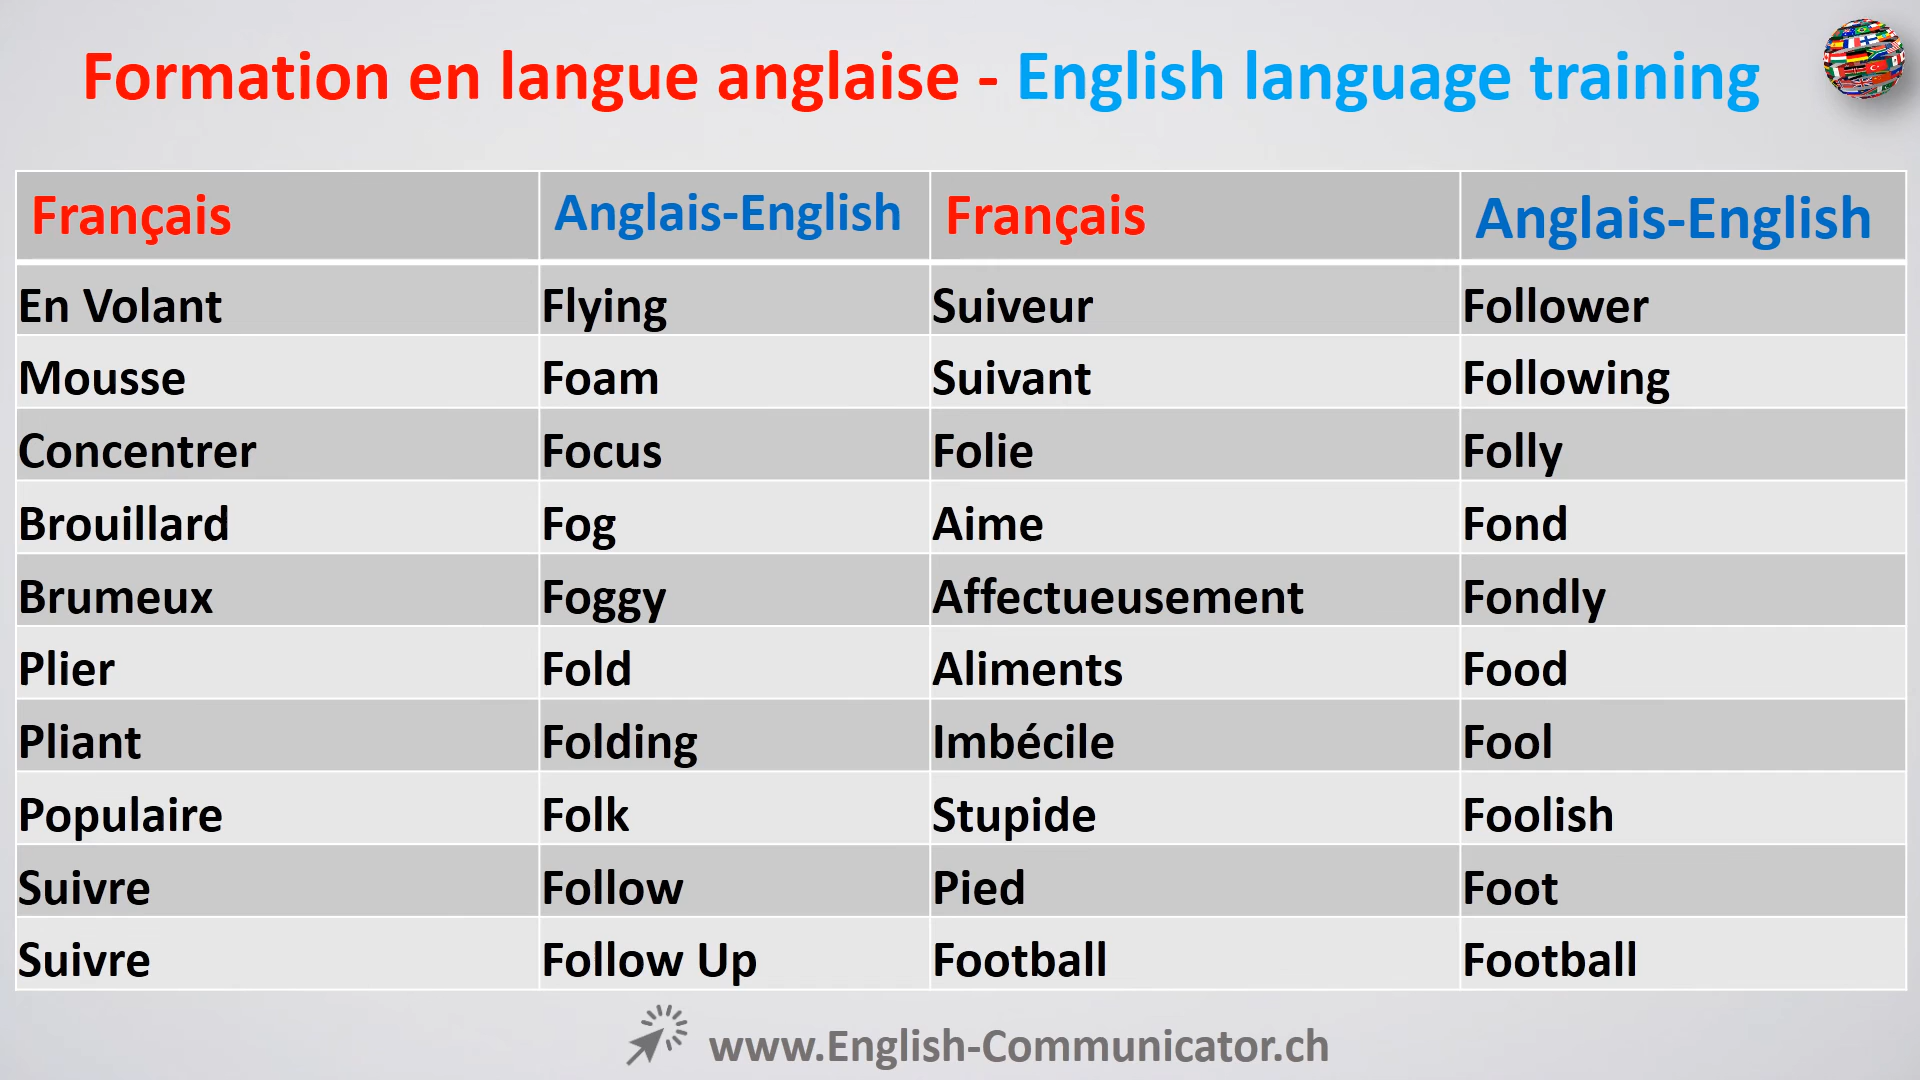 Formation en langue anglaise - English language training
Français Anglais-English Français Anglais-English
En Volant Flying Suiveur Follower
Mousse Foam Suivant Following
Concentrer Focus Folie Folly
Brouillard Fog Aime Fond
Brumeux Foggy Affectueusement Fondly
Plier Fold Aliments Food
Pliant Folding Imbécile Fool
Populaire Folk Stupide Foolish
Suivre Follow Pied Foot
Suivre Follow Up Football Football
www.English-Communicator.ch